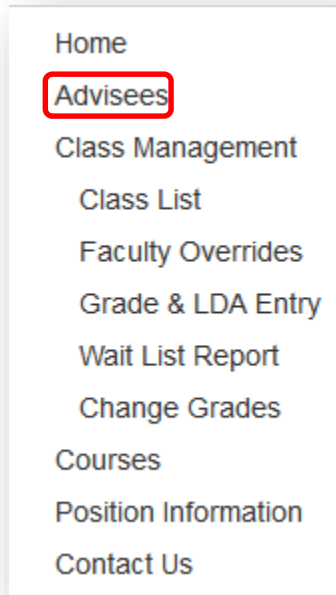 Home
Advisees
Class Management
Class List
Faculty Overrides
Grade & LDA Entry
Wait List Report
Change Grades
Courses
Position Information
Contact Us